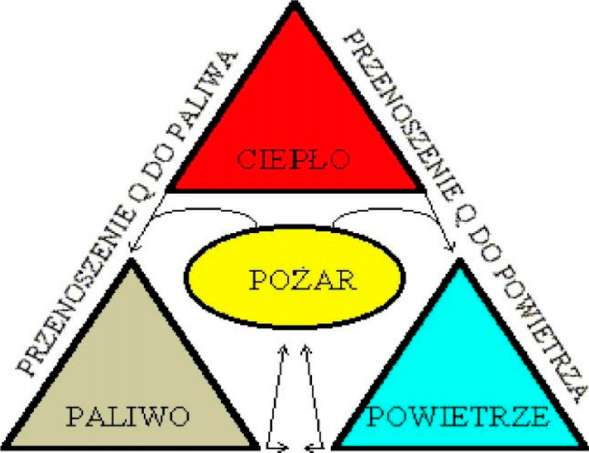 PRZENOSZENIE Q DO PALIWA
PRZENOSZENIE Q DO POWIETRZA
CIEPŁO
POŻAR
PALIWO
POWIETRZE